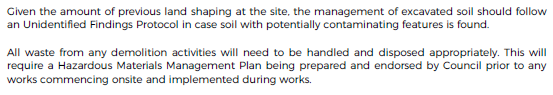 Given the amount of previous land shaping at the site, the management of excavated soil should follow
an Unidentified Findings Protocol in case soil with potentially contaminating features is found.
All waste from any demolition activities will need to be handled and disposed appropriately. This will
require a Hazardous Materials Management Plan being prepared and endorsed by Council prior to any
works commencing onsite and implemented during works.